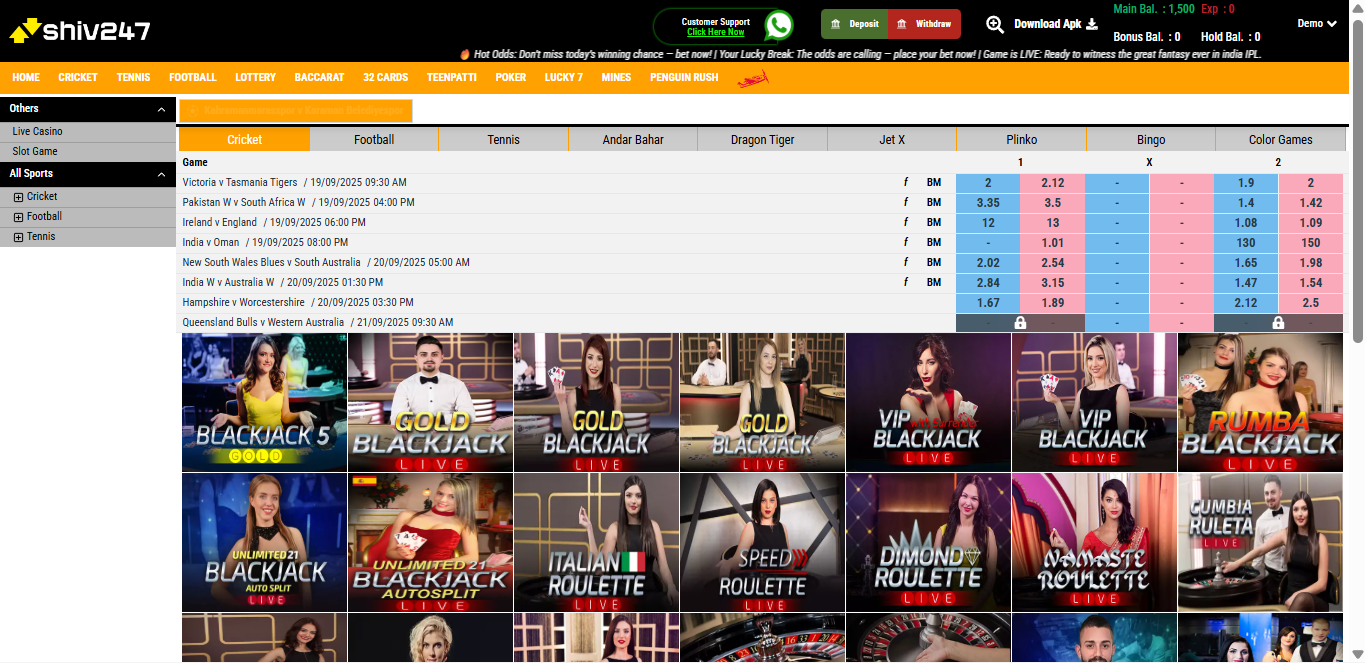 shiv247
Customer Support
Click Here Now
Deposit
Withdraw
Download Apk
Main Bal. : 1,500 Exp : 0
Bonus Bal. : 0 Hold Bal. : 0
Demo
Hot Odds: Don't miss today's winning chance — bet now! | Your Lucky Break: The odds are calling — place your bet now! | Game is LIVE: Ready to witness the great fantasy ever in india IPL.
HOME CRICKET TENNIS FOOTBALL LOTTERY BACCARAT 32 CARDS TEENPATTI POKER LUCKY 7 MINES PENGUIN RUSH
Others
Live Casino
Slot Game
All Sports
Cricket
Football
Tennis
Cricket Football Tennis Andar Bahar Dragon Tiger Jet X Plinko Bingo Color Games
Game 1 X 2
Victoria v Tasmania Tigers / 19/09/2025 09:30 AM f BM 2 2.12 - - 1.9 2
Pakistan W v South Africa W / 19/09/2025 04:00 PM f BM 3.35 3.5 - - 1.4 1.42
Ireland v England / 19/09/2025 06:00 PM f BM 12 13 - - 1.08 1.09
India v Oman / 19/09/2025 08:00 PM f BM - 1.01 - - 130 150
New South Wales Blues v South Australia / 20/09/2025 05:00 AM f BM 2.02 2.54 - - 1.65 1.98
India W v Australia W / 20/09/2025 01:30 PM f BM 2.84 3.15 - - 1.47 1.54
Hampshire v Worcestershire / 20/09/2025 03:30 PM 1.67 1.89 - - 2.12 2.5
Queensland Bulls v Western Australia / 21/09/2025 09:30 AM - - - - - -
BLACKJACK 5
GOLD
GOLD
BLACKJACK
LIVE
GOLD
BLACKJACK
LIVE
GOLD
BLACKJACK
LIVE
VIP with Surrender
BLACKJACK
LIVE
VIP
BLACKJACK
LIVE
RUMBA
BLACKJACK
LIVE
UNLIMITED 21
BLACKJACK
AUTO SPLIT
LIVE
UNLIMITED 21
BLACKJACK
AUTOSPLIT
LIVE
ITALIAN
ROULETTE
LIVE
SPEED
ROULETTE
LIVE
DIMOND
ROULETTE
LIVE
NAMASTE
ROULETTE
LIVE
CUMBIA
RULETA
LIVE